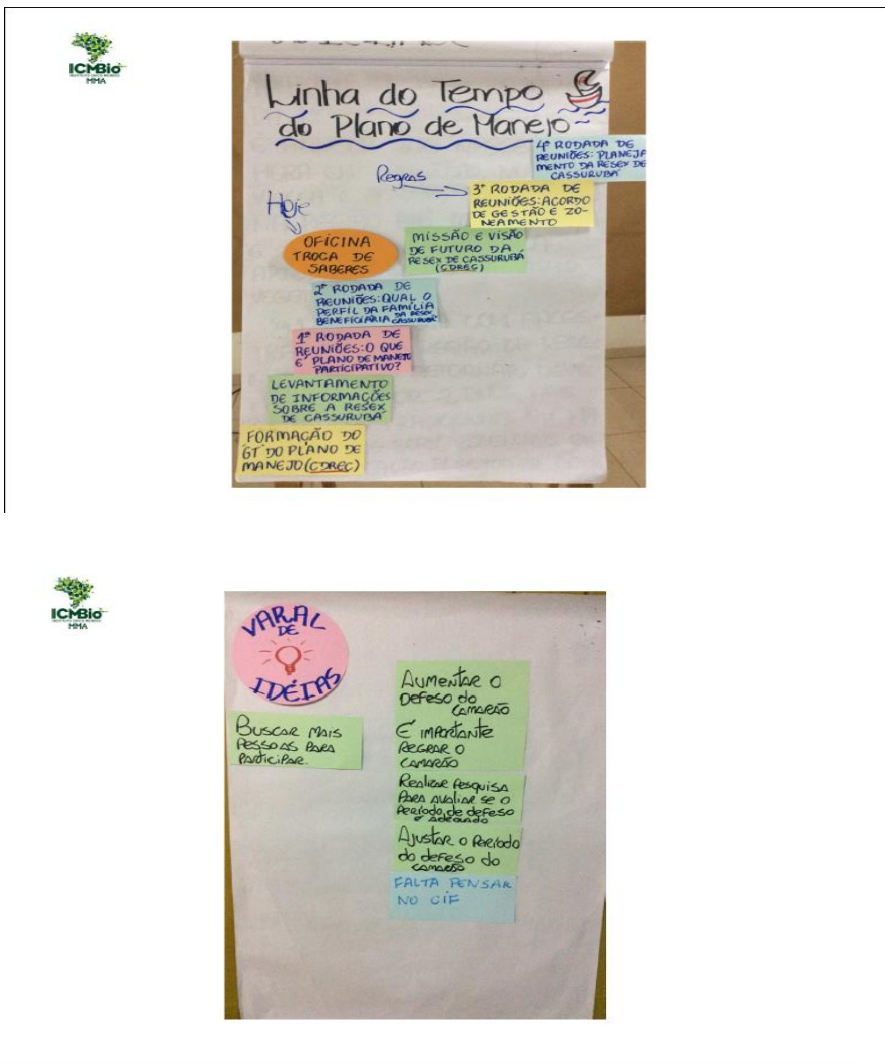 ICMBio
MMA
Linha do Tempo
do Plano de Manejo
4ª RODADA DE
REUNIÕES: PLANEJA
MENTO DA RESEX DE
CASSURUBÁ
Regras
3ª RODADA DE
REUNIÕES: ACORDO
DE GESTÃO E ZO-
NEAMENTO
Hoje
OFICINA
TROCA DE
SABERES
MISSÃO E VISÃO
DE FUTURO DA
RESEX DE CASSURUBÁ
(CDREC)
2ª RODADA DE
REUNIÕES: QUAL O
PERFIL DA FAMÍLIA
BENEFICIÁRIA DA RESEX
CASSURUBÁ
1ª RODADA DE
REUNIÕES: O QUE
É PLANO DE MANEJO
PARTICIPATIVO?
LEVANTAMENTO
DE INFORMAÇÕES
SOBRE A RESEX
DE CASSURUBÁ
FORMAÇÃO DO
GT DO PLANO DE
MANEJO (CDREC)
ICMBio
MMA
VARAL
DE
IDÉIAS
BUSCAR MAIS
PESSOAS PARA
PARTICIPAR.
AUMENTAR O
DEFESO do
CAMARÃO
É IMPORTANTE
REGRAR O
CAMARÃO
Realizar Pesquisa
PARA AVALIAR SE O
Período de defeso
é ADEQUADO
AJUSTAR O Período
do defeso do
CAMARÃO
FALTA PENSAR
NO CIF